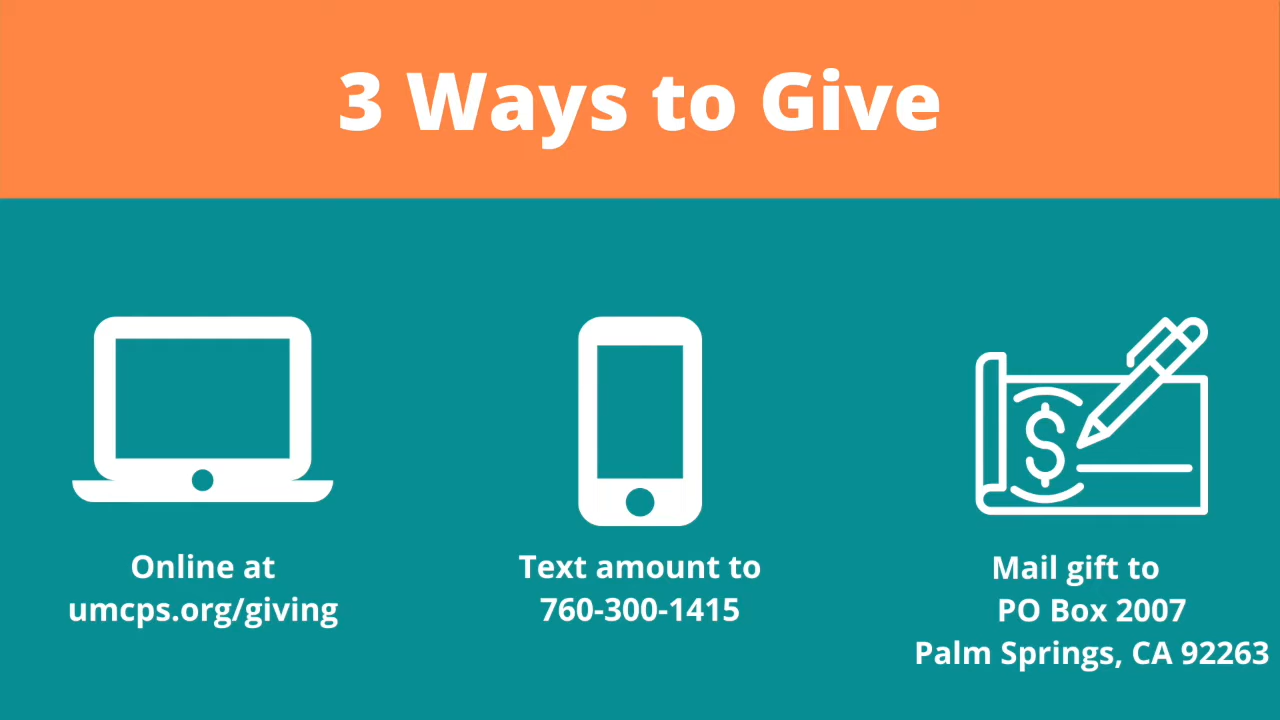 3 Ways to Give
Online at
umcps.org/giving
Text amount to
760-300-1415
Mail gift to
PO Box 2007
Palm Springs, CA 92263